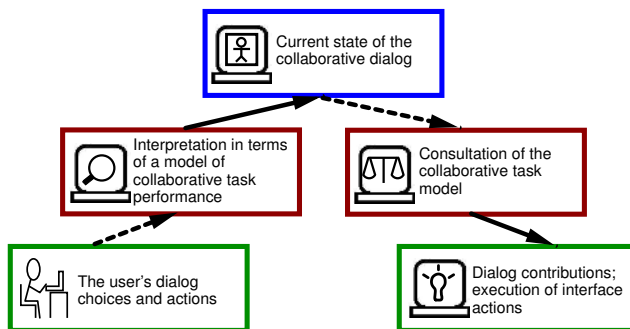 Current state of the
collaborative dialog
Interpretation in terms
of a model of
collaborative task
performance
Consultation of the
collaborative task
model
The user's dialog
choices and actions
Dialog contributions;
execution of interface
actions